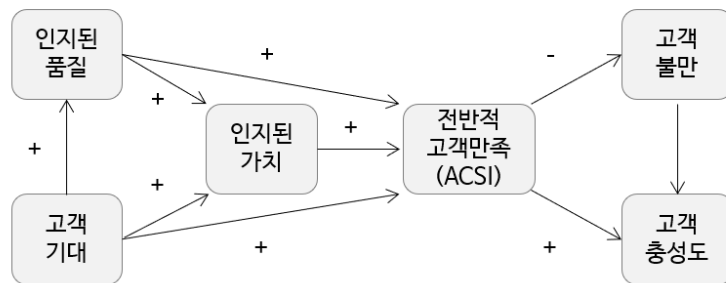 인지된
품질
+
-
고객
불만
+
인지된
가치
+
전반적
고객만족
(ACSI)
+
+
고객
기대
+
+
고객
충성도